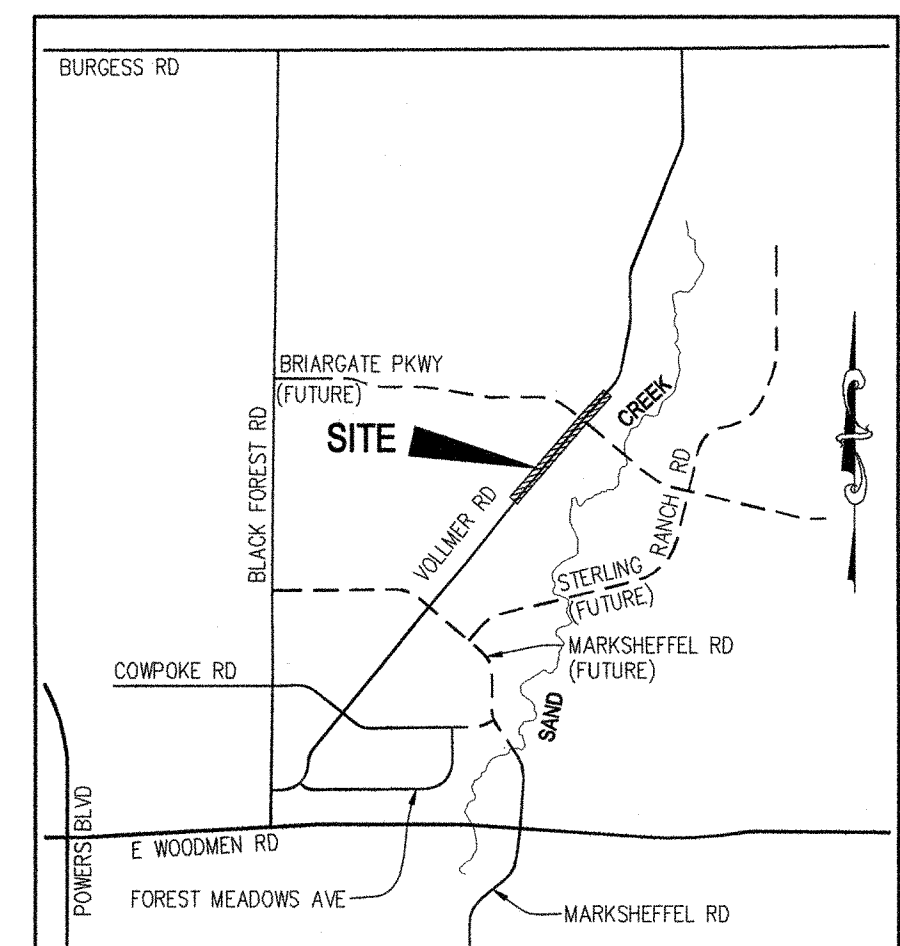 BURGESS RD
BRIARGATE PKWY
(FUTURE)
CREEK
SITE
BLACK FOREST RD
VOLLMER RD
RANCH RD
STERLING
(FUTURE)
MARKSHEFFEL RD
(FUTURE)
COWPOKE RD
SAND
POWERS BLVD
E WOODMEN RD
FOREST MEADOWS AVE
MARKSHEFFEL RD